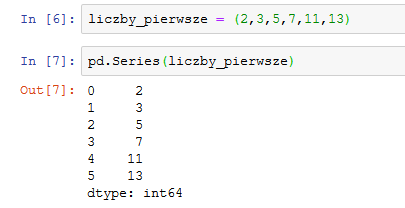 In [6]: liczby_pierwsze = (2,3,5,7,11,13)
In [7]: pd.Series(liczby_pierwsze)
Out[7]: 0     2
1     3
2     5
3     7
4    11
5    13
dtype: int64